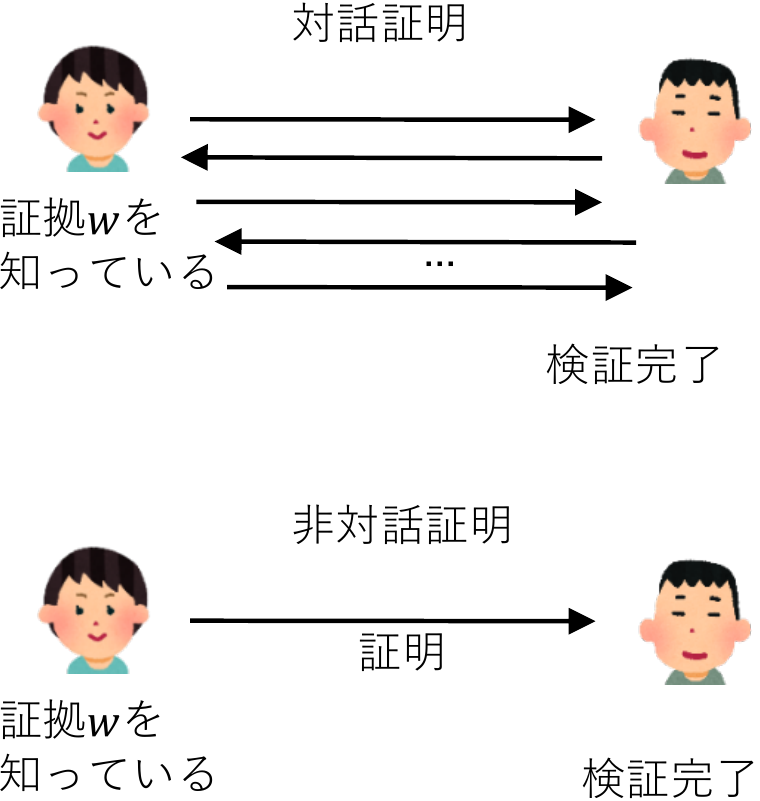 対話証明
証拠wを
知っている
...
検証完了
非対話証明
証明
証拠wを
知っている
検証完了